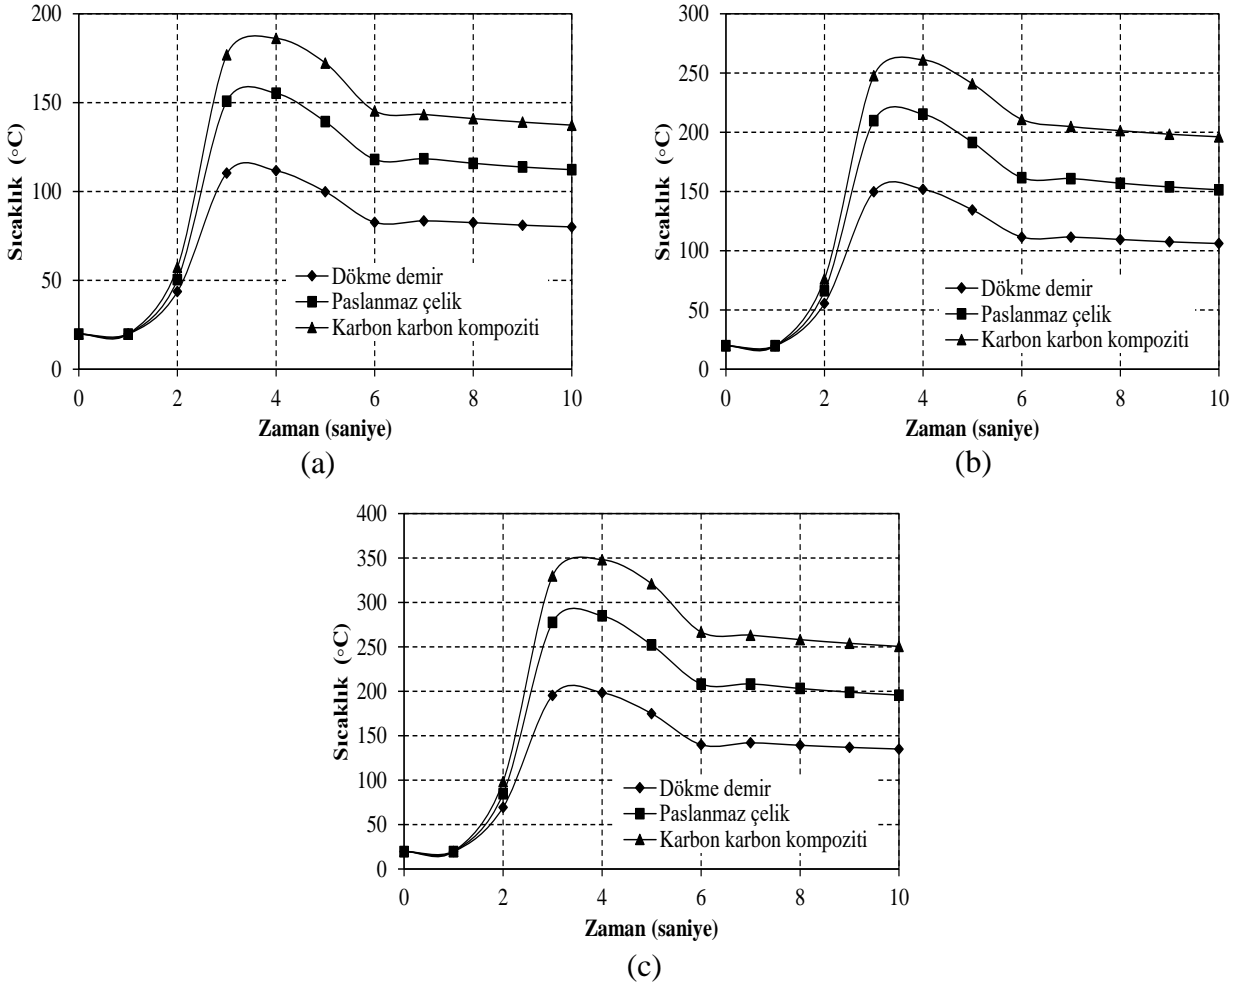 200
150
100
50
0
Sıcaklık (◦C)
Dökme demir
Paslanmaz çelik
Karbon karbon kompoziti
0 2 4 6 8 10
Zaman (saniye)
(a)
300
250
200
150
100
50
0
Sıcaklık (◦C)
Dökme demir
Paslanmaz çelik
Karbon karbon kompoziti
0 2 4 6 8 10
Zaman (saniye)
(b)
400
350
300
250
200
150
100
50
0
Sıcaklık (◦C)
Dökme demir
Paslanmaz çelik
Karbon karbon kompoziti
0 2 4 6 8 10
Zaman (saniye)
(c)